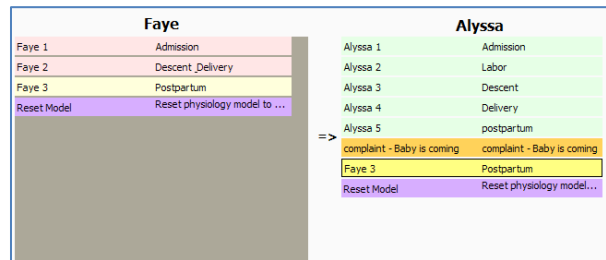 Faye
Faye 1 Admission
Faye 2 Descent_Delivery
Faye 3 Postpartum
Reset Model Reset physiology model to ...
=>
Alyssa
Alyssa 1 Admission
Alyssa 2 Labor
Alyssa 3 Descent
Alyssa 4 Delivery
Alyssa 5 postpartum
complaint - Baby is coming complaint - Baby is coming
Faye 3 Postpartum
Reset Model Reset physiology model...